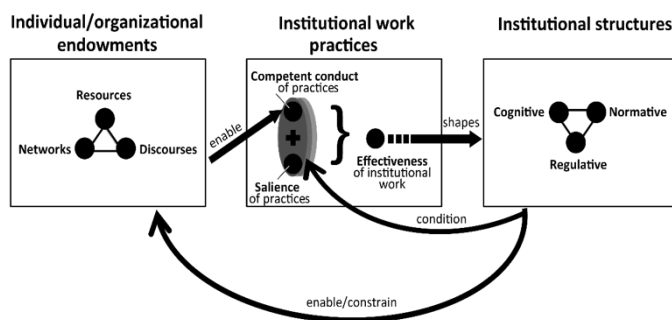 Individual/organizational
endowments
Institutional work
practices
Institutional structures
Resources
Networks
Discourses
enable
Competent conduct
of practices
+
Salience
of practices
}
Effectiveness
of institutional
work
shapes
Cognitive
Normative
Regulative
condition
enable/constrain